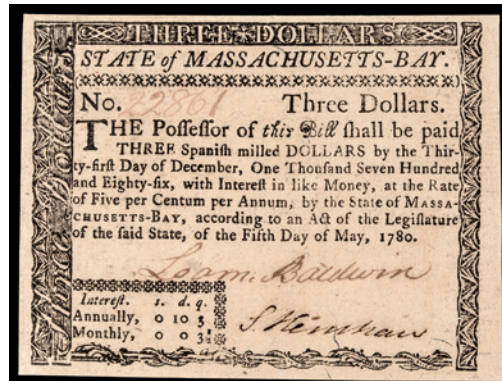 THREE DOLLARS
STATE of MASSACHUSETTS-BAY.
No. 22861 Three Dollars.
THE Poſſeſſor of this Bill ſhall be paid
THREE Spaniſh milled DOLLARS by the Thir-
ty-firſt Day of December, One Thouſand Seven Hundred
and Eighty-ſix, with Intereſt in like Money, at the Rate
of Five per Centum per Annum, by the State of MASSA-
CHUSETTS-BAY, according to an Act of the Legiſlature
of the ſaid State, of the Fifth Day of May, 1780.
Loam: Baldwin
Intereſt. s. d. q.
Annually, 0 10 3
Monthly, 0 0 3½
S. Henshaw
Three Dollars